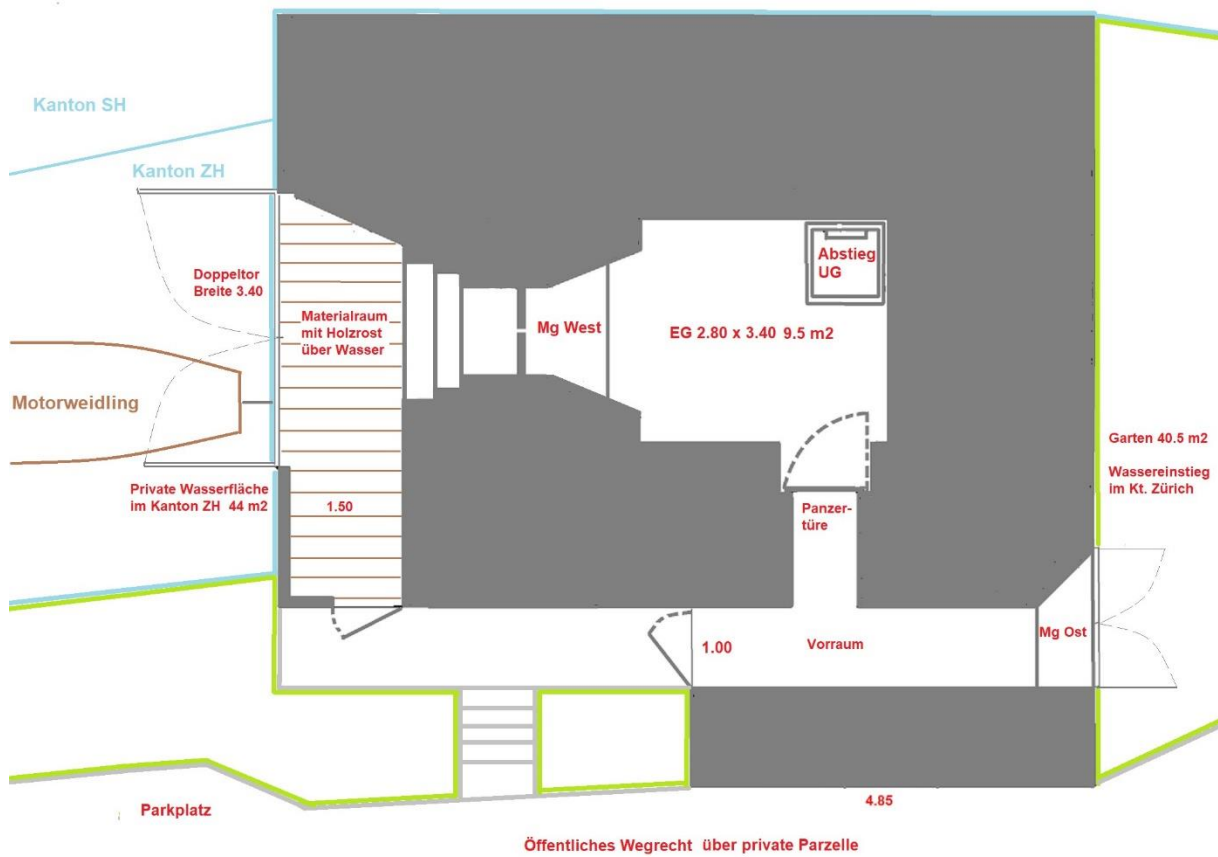 Kanton SH
Kanton ZH
Doppeltor
Breite 3.40
Materialraum
mit Holzrost
über Wasser
Mg West
Abstieg
UG
EG 2.80 x 3.40 9.5 m2
Motorweidling
Garten 40.5 m2
Wassereinstieg
im Kt. Zürich
Private Wasserfläche
im Kanton ZH 44 m2
1.50
Panzer-
türe
1.00
Vorraum
Mg Ost
4.85
Parkplatz
Öffentliches Wegrecht über private Parzelle